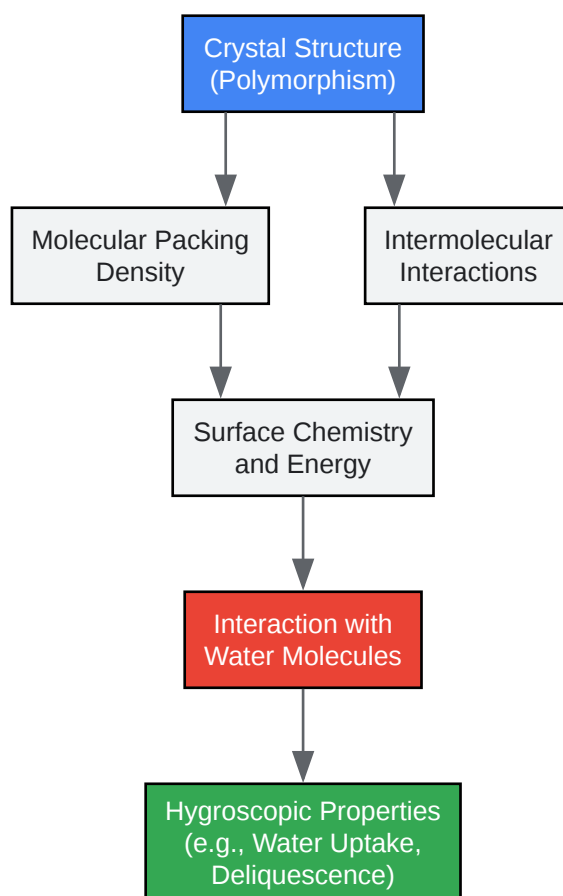 Crystal Structure
(Polymorphism)
Molecular Packing
Density
Intermolecular
Interactions
Surface Chemistry
and Energy
Interaction with
Water Molecules
Hygroscopic Properties
(e.g., Water Uptake,
Deliquescence)